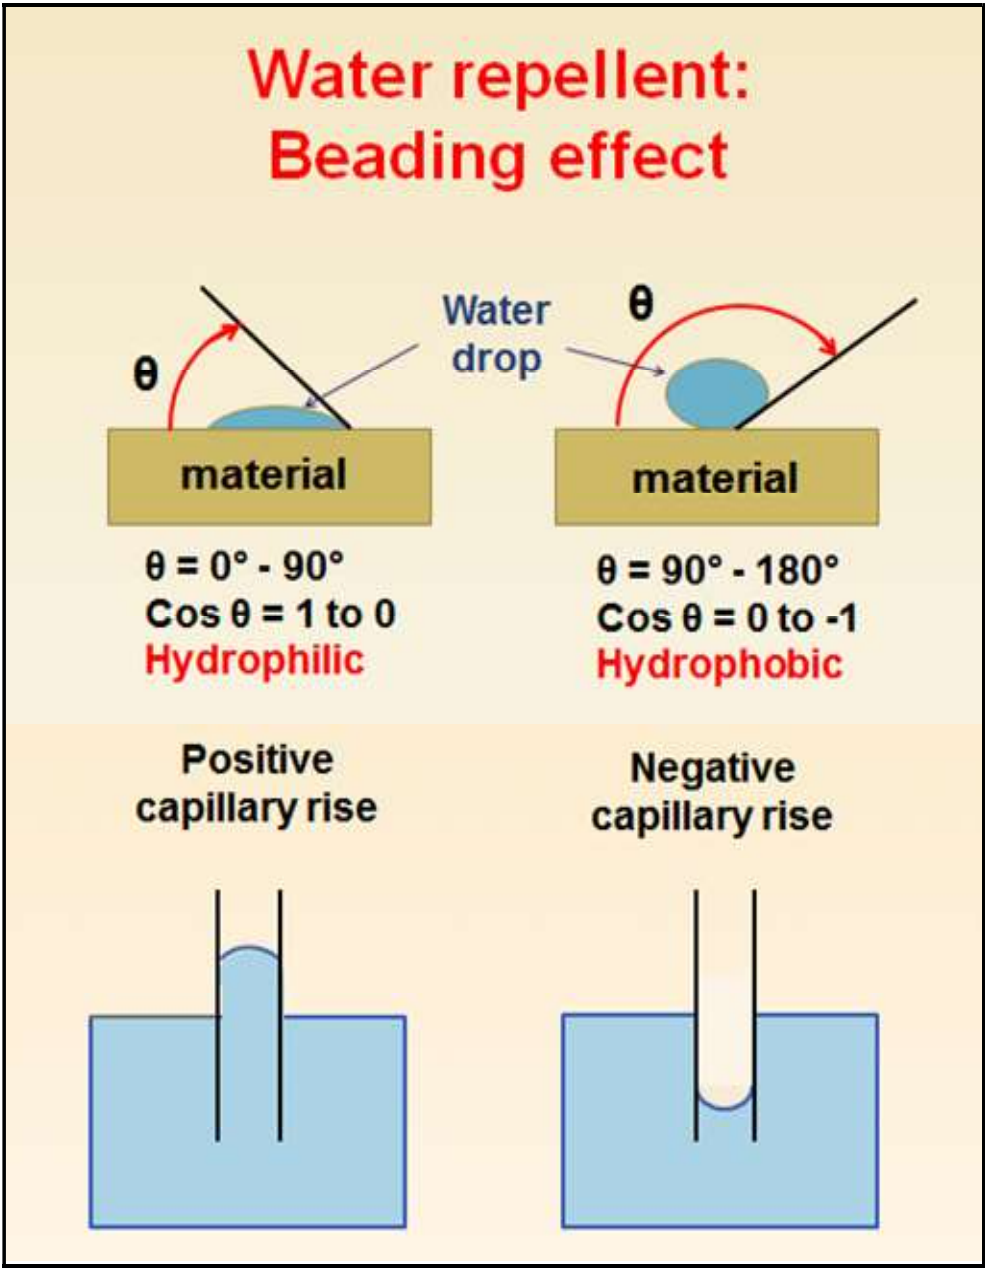 Water repellent:
Beading effect
θ
Water
drop
θ
material
material
θ = 0° - 90°
Cos θ = 1 to 0
Hydrophilic
θ = 90° - 180°
Cos θ = 0 to -1
Hydrophobic
Positive
capillary rise
Negative
capillary rise